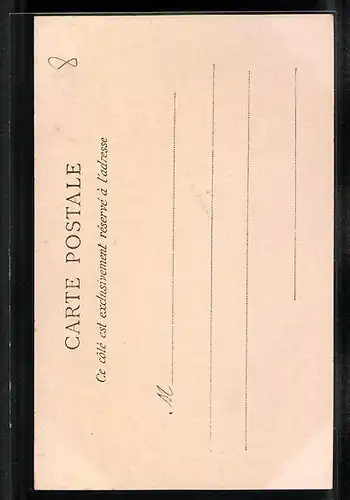 CARTE POSTALE
Ce côté est exclusivement réservé à l'adresse
M
8